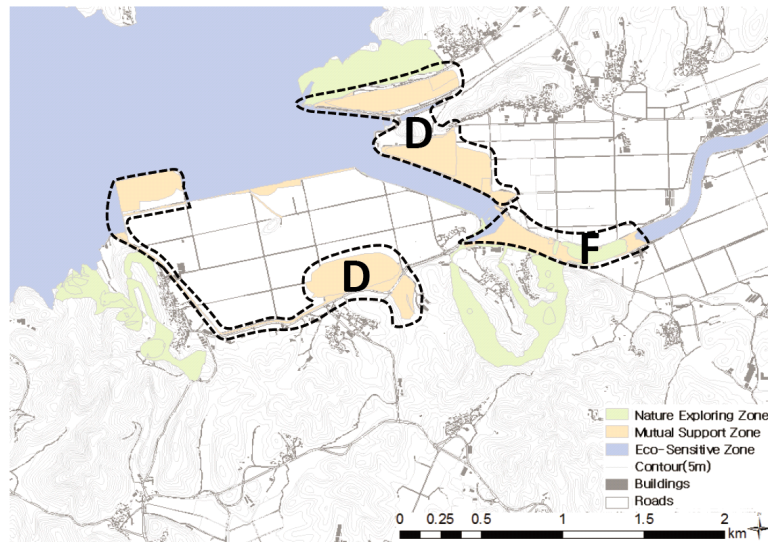 D
F
D
Nature Exploring Zone
Mutual Support Zone
Eco-Sensitive Zone
Contour(5m)
Buildings
Roads
0 0.25 0.5 1 1.5 2
km